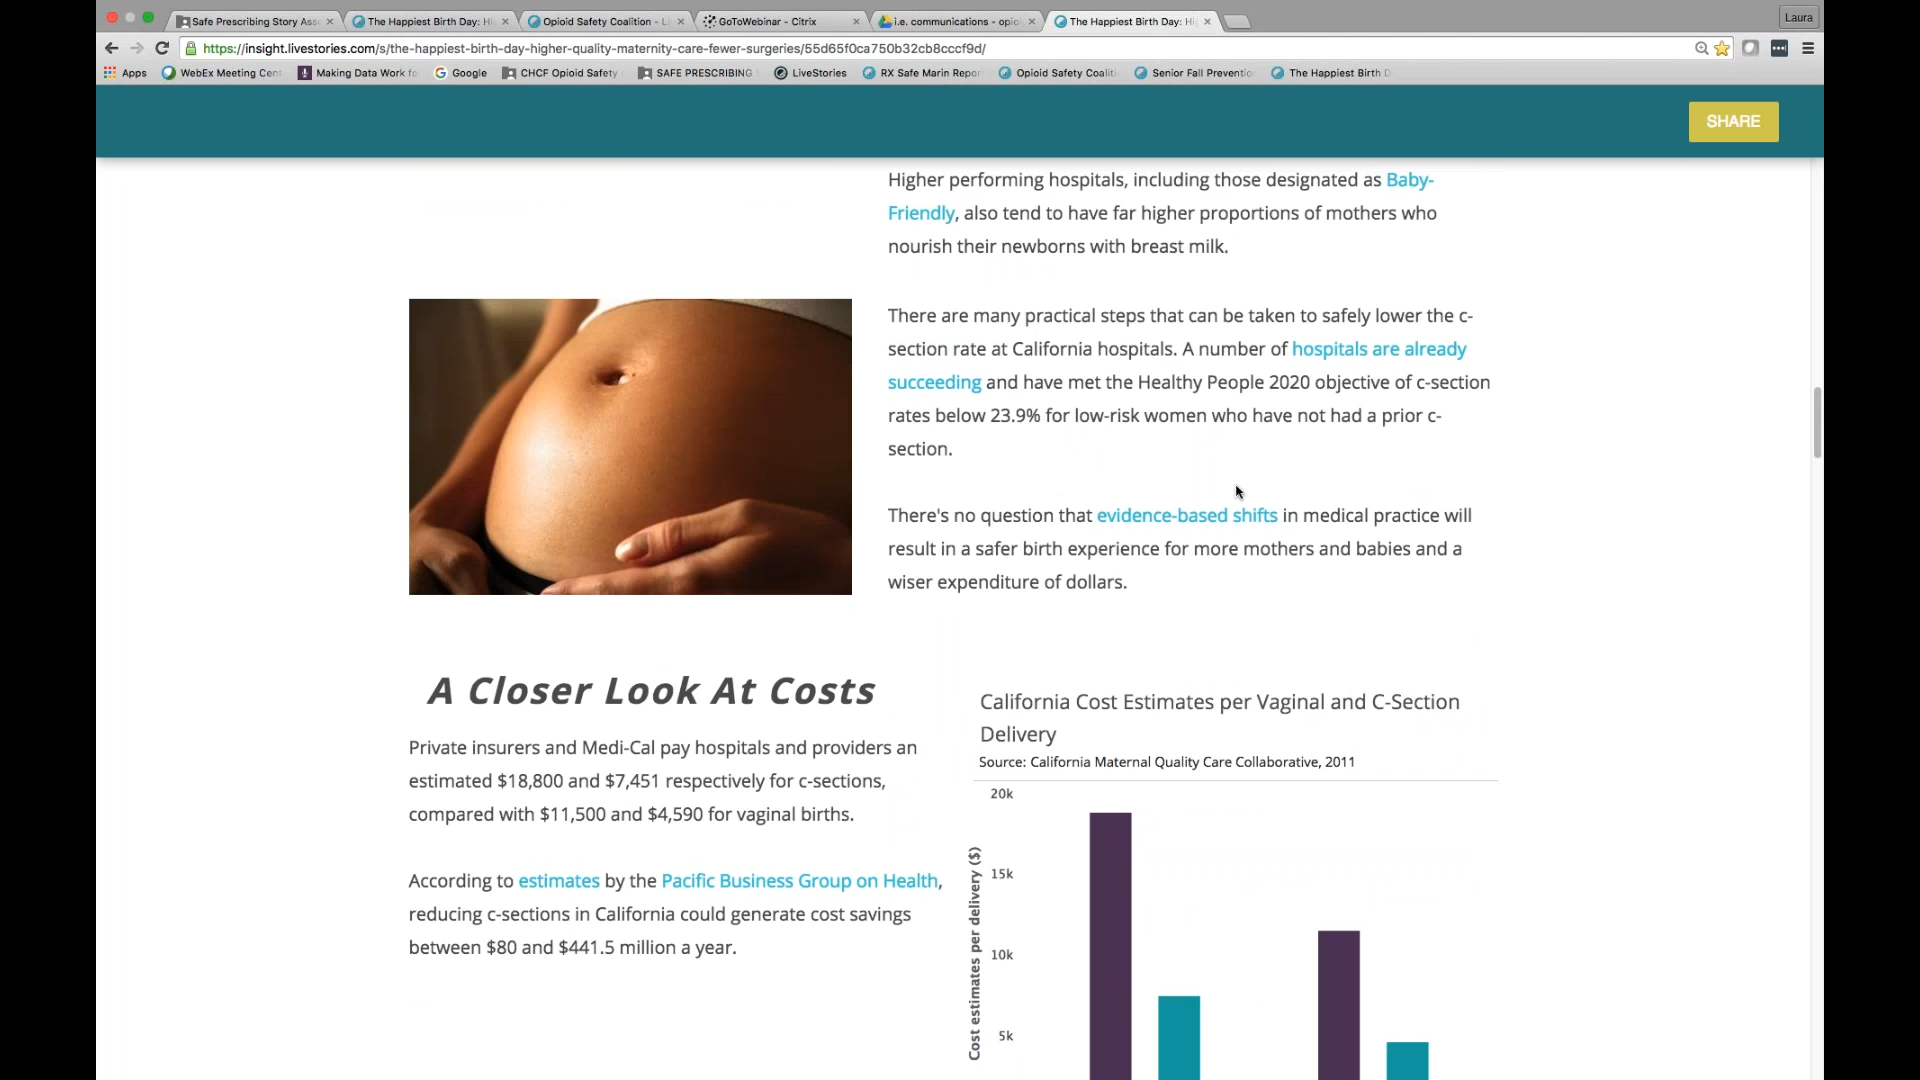 Safe Prescribing Story Ass
The Happiest Birth Day: Hi
Opioid Safety Coalition - Li
GoToWebinar - Citrix
i.e. communications - opio
The Happiest Birth Day: Hi
Laura
https://insight.livestories.com/s/the-happiest-birth-day-higher-quality-maternity-care-fewer-surgeries/55d65f0ca750b32cb8cccf9d/
Apps
WebEx Meeting Cent
Making Data Work fo
Google
CHCF Opioid Safety
SAFE PRESCRIBING
LiveStories
RX Safe Marin Repor
Opioid Safety Coaliti
Senior Fall Preventio
The Happiest Birth D
SHARE
Higher performing hospitals, including those designated as Baby-
Friendly, also tend to have far higher proportions of mothers who
nourish their newborns with breast milk.
There are many practical steps that can be taken to safely lower the c-
section rate at California hospitals. A number of hospitals are already
succeeding and have met the Healthy People 2020 objective of c-section
rates below 23.9% for low-risk women who have not had a prior c-
section.
There's no question that evidence-based shifts in medical practice will
result in a safer birth experience for more mothers and babies and a
wiser expenditure of dollars.
A Closer Look At Costs
Private insurers and Medi-Cal pay hospitals and providers an
estimated $18,800 and $7,451 respectively for c-sections,
compared with $11,500 and $4,590 for vaginal births.
According to estimates by the Pacific Business Group on Health,
reducing c-sections in California could generate cost savings
between $80 and $441.5 million a year.
California Cost Estimates per Vaginal and C-Section
Delivery
Source: California Maternal Quality Care Collaborative, 2011
Cost estimates per delivery ($)
20k
15k
10k
5k